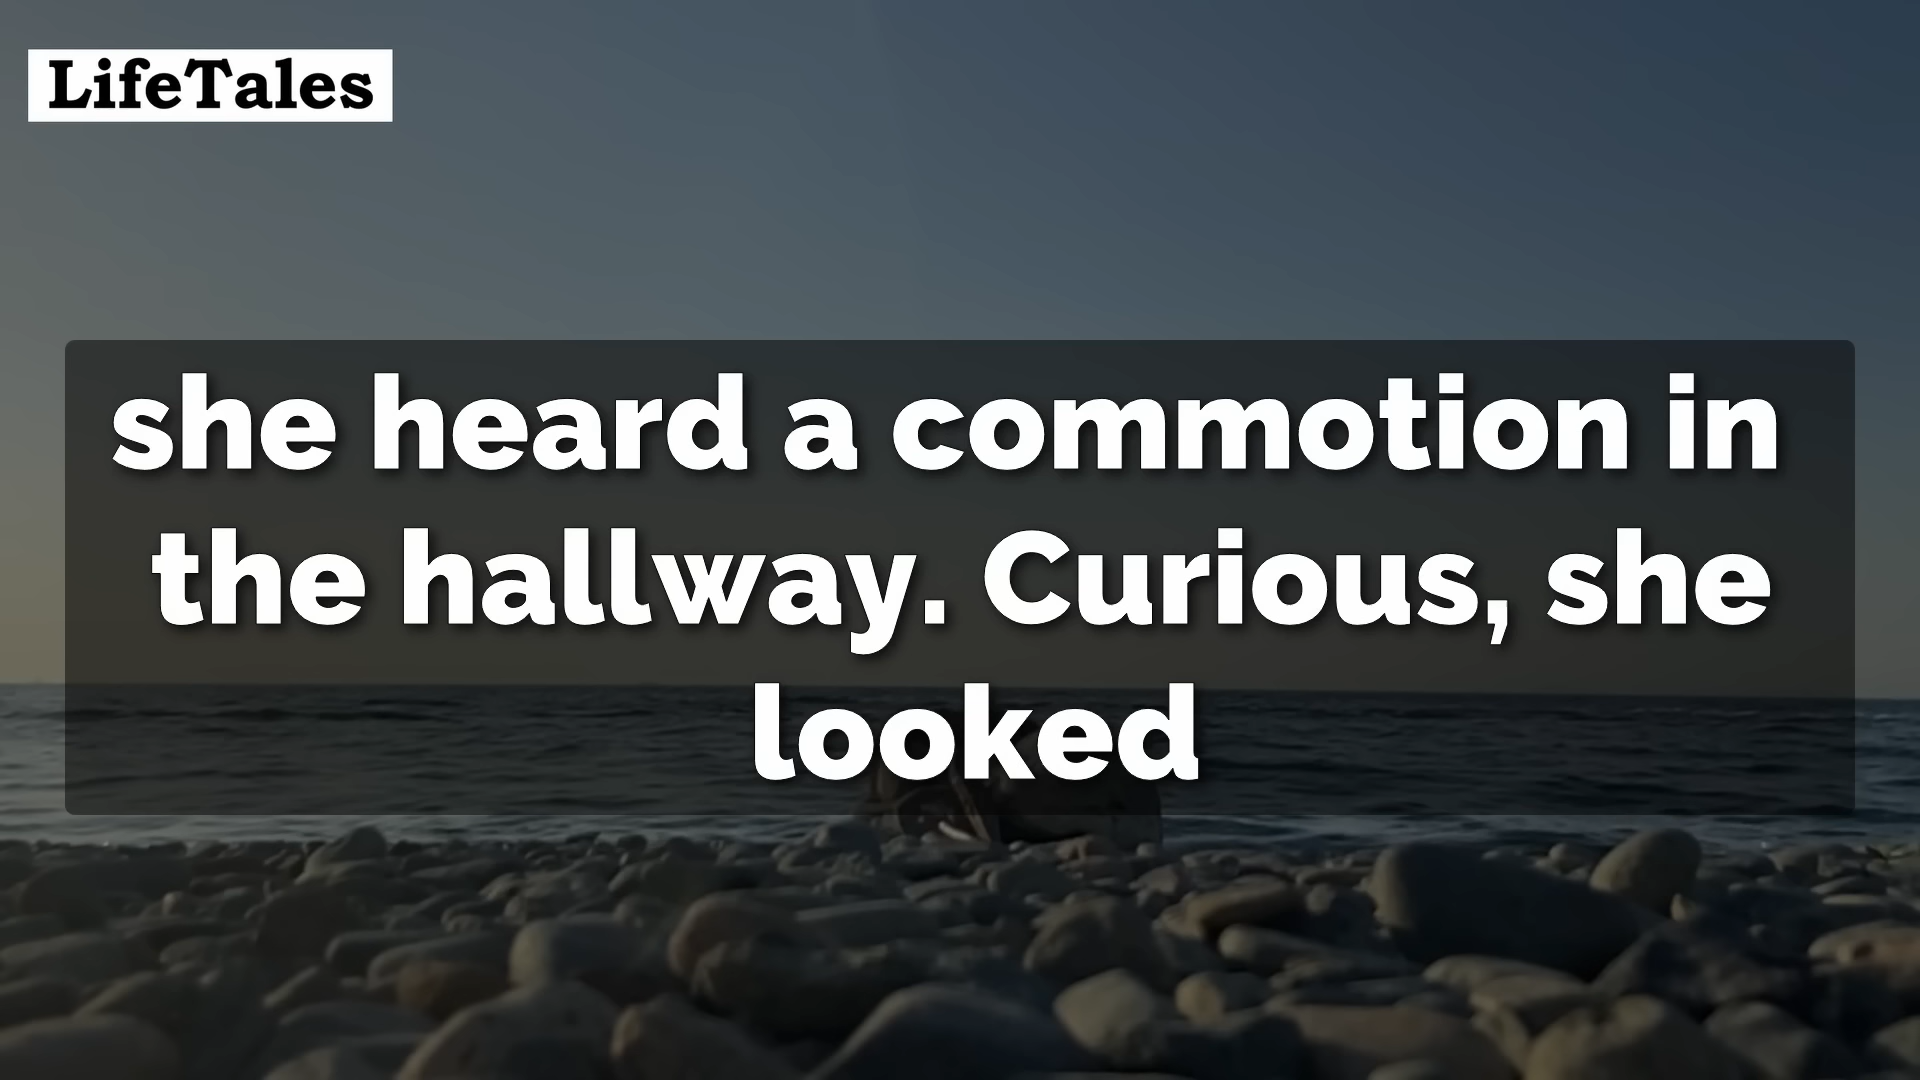 LifeTales
she heard a commotion in
the hallway. Curious, she
looked